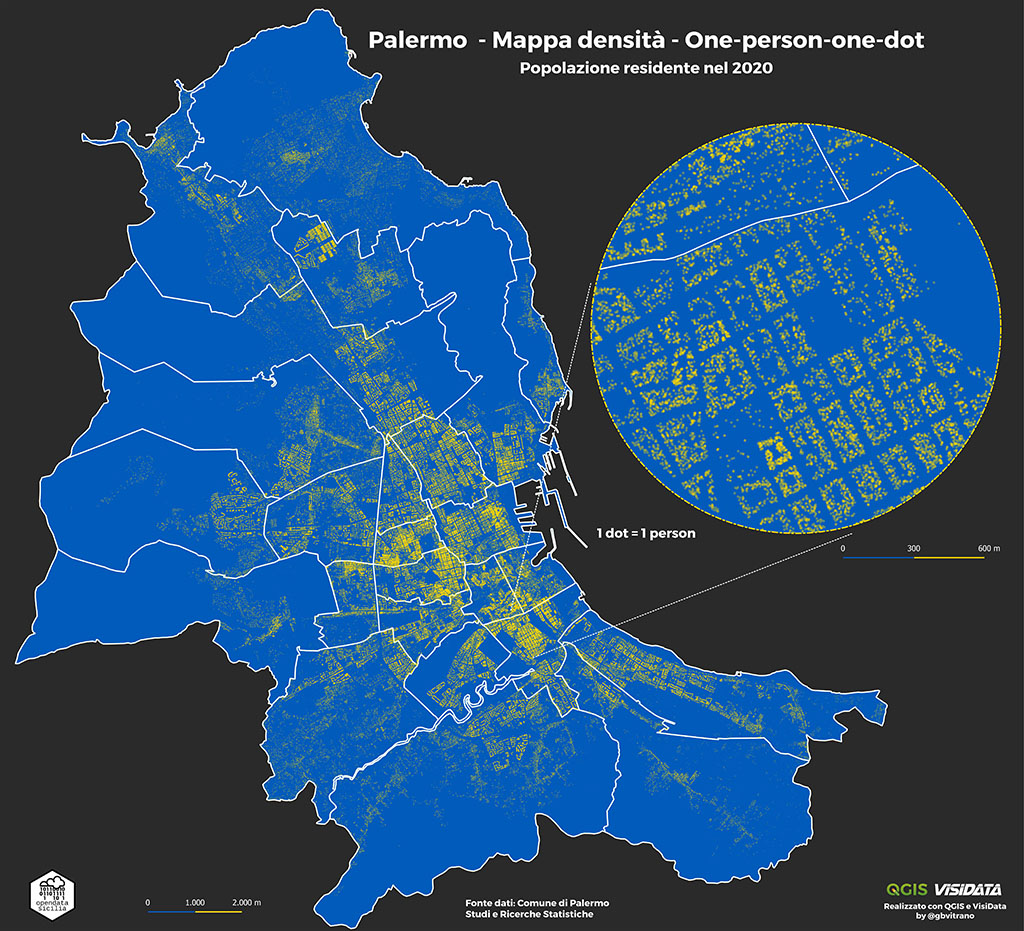 Palermo - Mappa densità - One-person-one-dot
Popolazione residente nel 2020
1 dot = 1 person
0 300 600 m
opendata
sicilia
0 1.000 2.000 m
Fonte dati: Comune di Palermo
Studi e Ricerche Statistiche
QGIS VISIDATA
Realizzato con QGIS e VisiData
by @gbvitrano